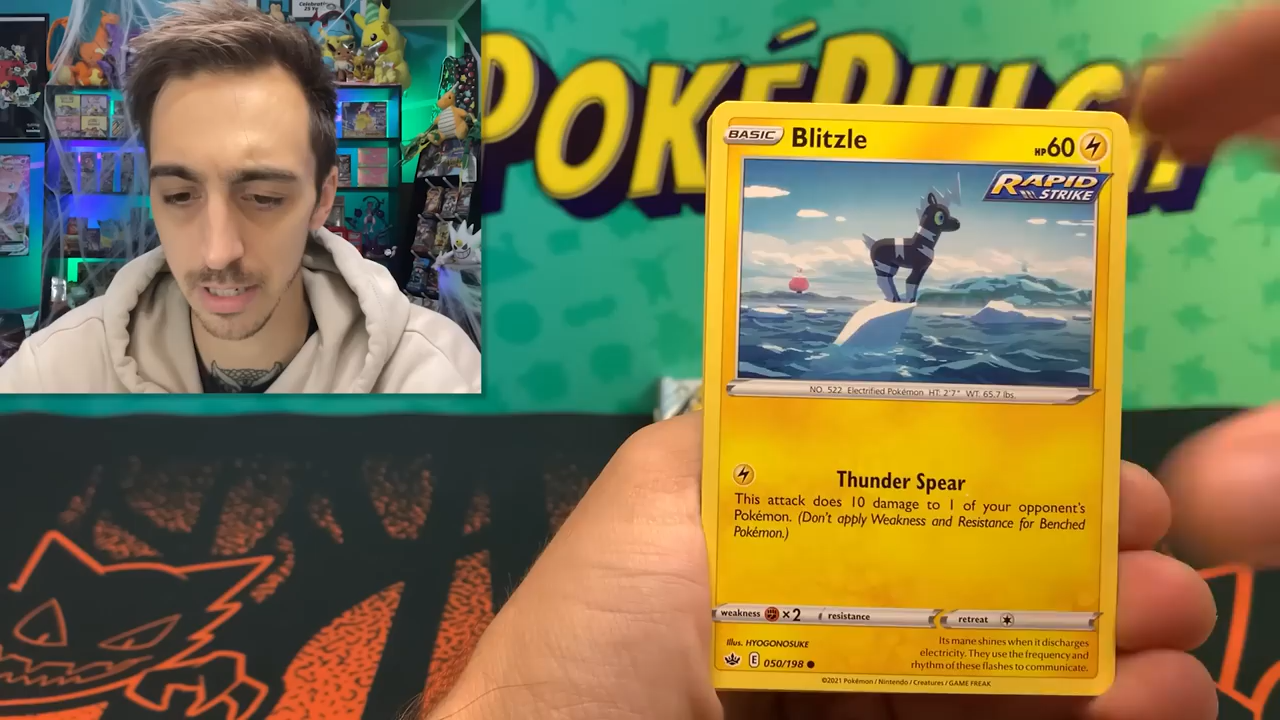 BASIC Blitzle HP 60
RAPID
STRIKE
NO. 522 Electrified Pokémon HT: 2'7" WT: 65.7 lbs.
Thunder Spear
This attack does 10 damage to 1 of your opponent's
Pokémon. (Don't apply Weakness and Resistance for Benched
Pokémon.)
weakness ×2 resistance retreat
Illus. HYOGONOSUKE
E 050/198
Its mane shines when it discharges
electricity. They use the frequency and
rhythm of these flashes to communicate.
©2021 Pokémon / Nintendo / Creatures / GAME FREAK